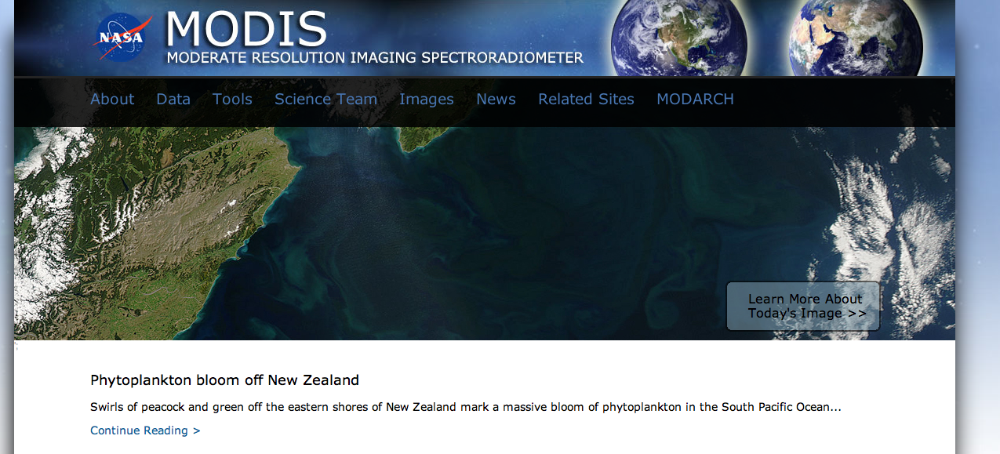 NASA
MODIS
MODERATE RESOLUTION IMAGING SPECTRORADIOMETER
About Data Tools Science Team Images News Related Sites MODARCH
Learn More About
Today's Image >>
Phytoplankton bloom off New Zealand
Swirls of peacock and green off the eastern shores of New Zealand mark a massive bloom of phytoplankton in the South Pacific Ocean...
Continue Reading >